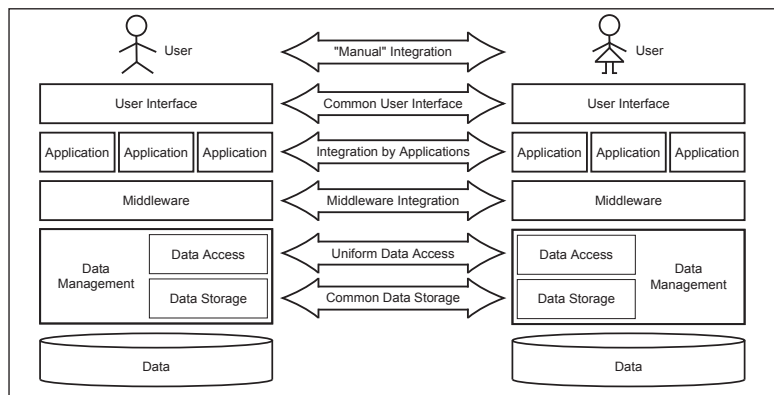 User
"Manual" Integration
User
User Interface
Common User Interface
User Interface
Application
Application
Application
Integration by Applications
Application
Application
Application
Middleware
Middleware Integration
Middleware
Data
Management
Data Access
Data Storage
Uniform Data Access
Common Data Storage
Data Access
Data Storage
Data
Management
Data
Data